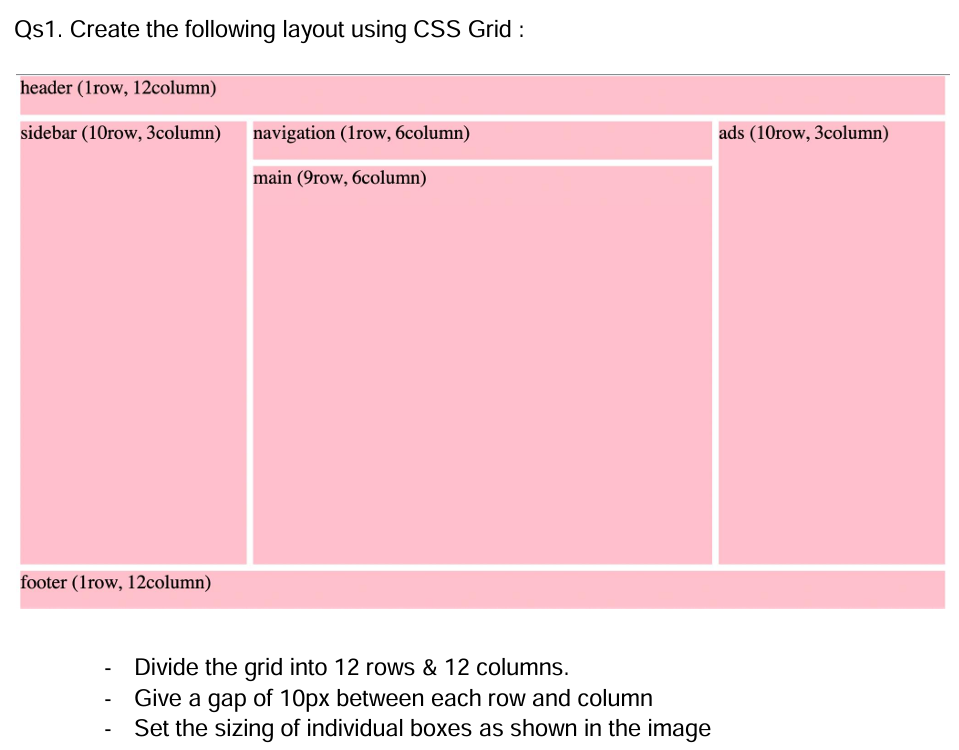 Qs1. Create the following layout using CSS Grid :
header (1row, 12column)
sidebar (10row, 3column)
navigation (1row, 6column)
ads (10row, 3column)
main (9row, 6column)
footer (1row, 12column)
- Divide the grid into 12 rows & 12 columns.
- Give a gap of 10px between each row and column
- Set the sizing of individual boxes as shown in the image